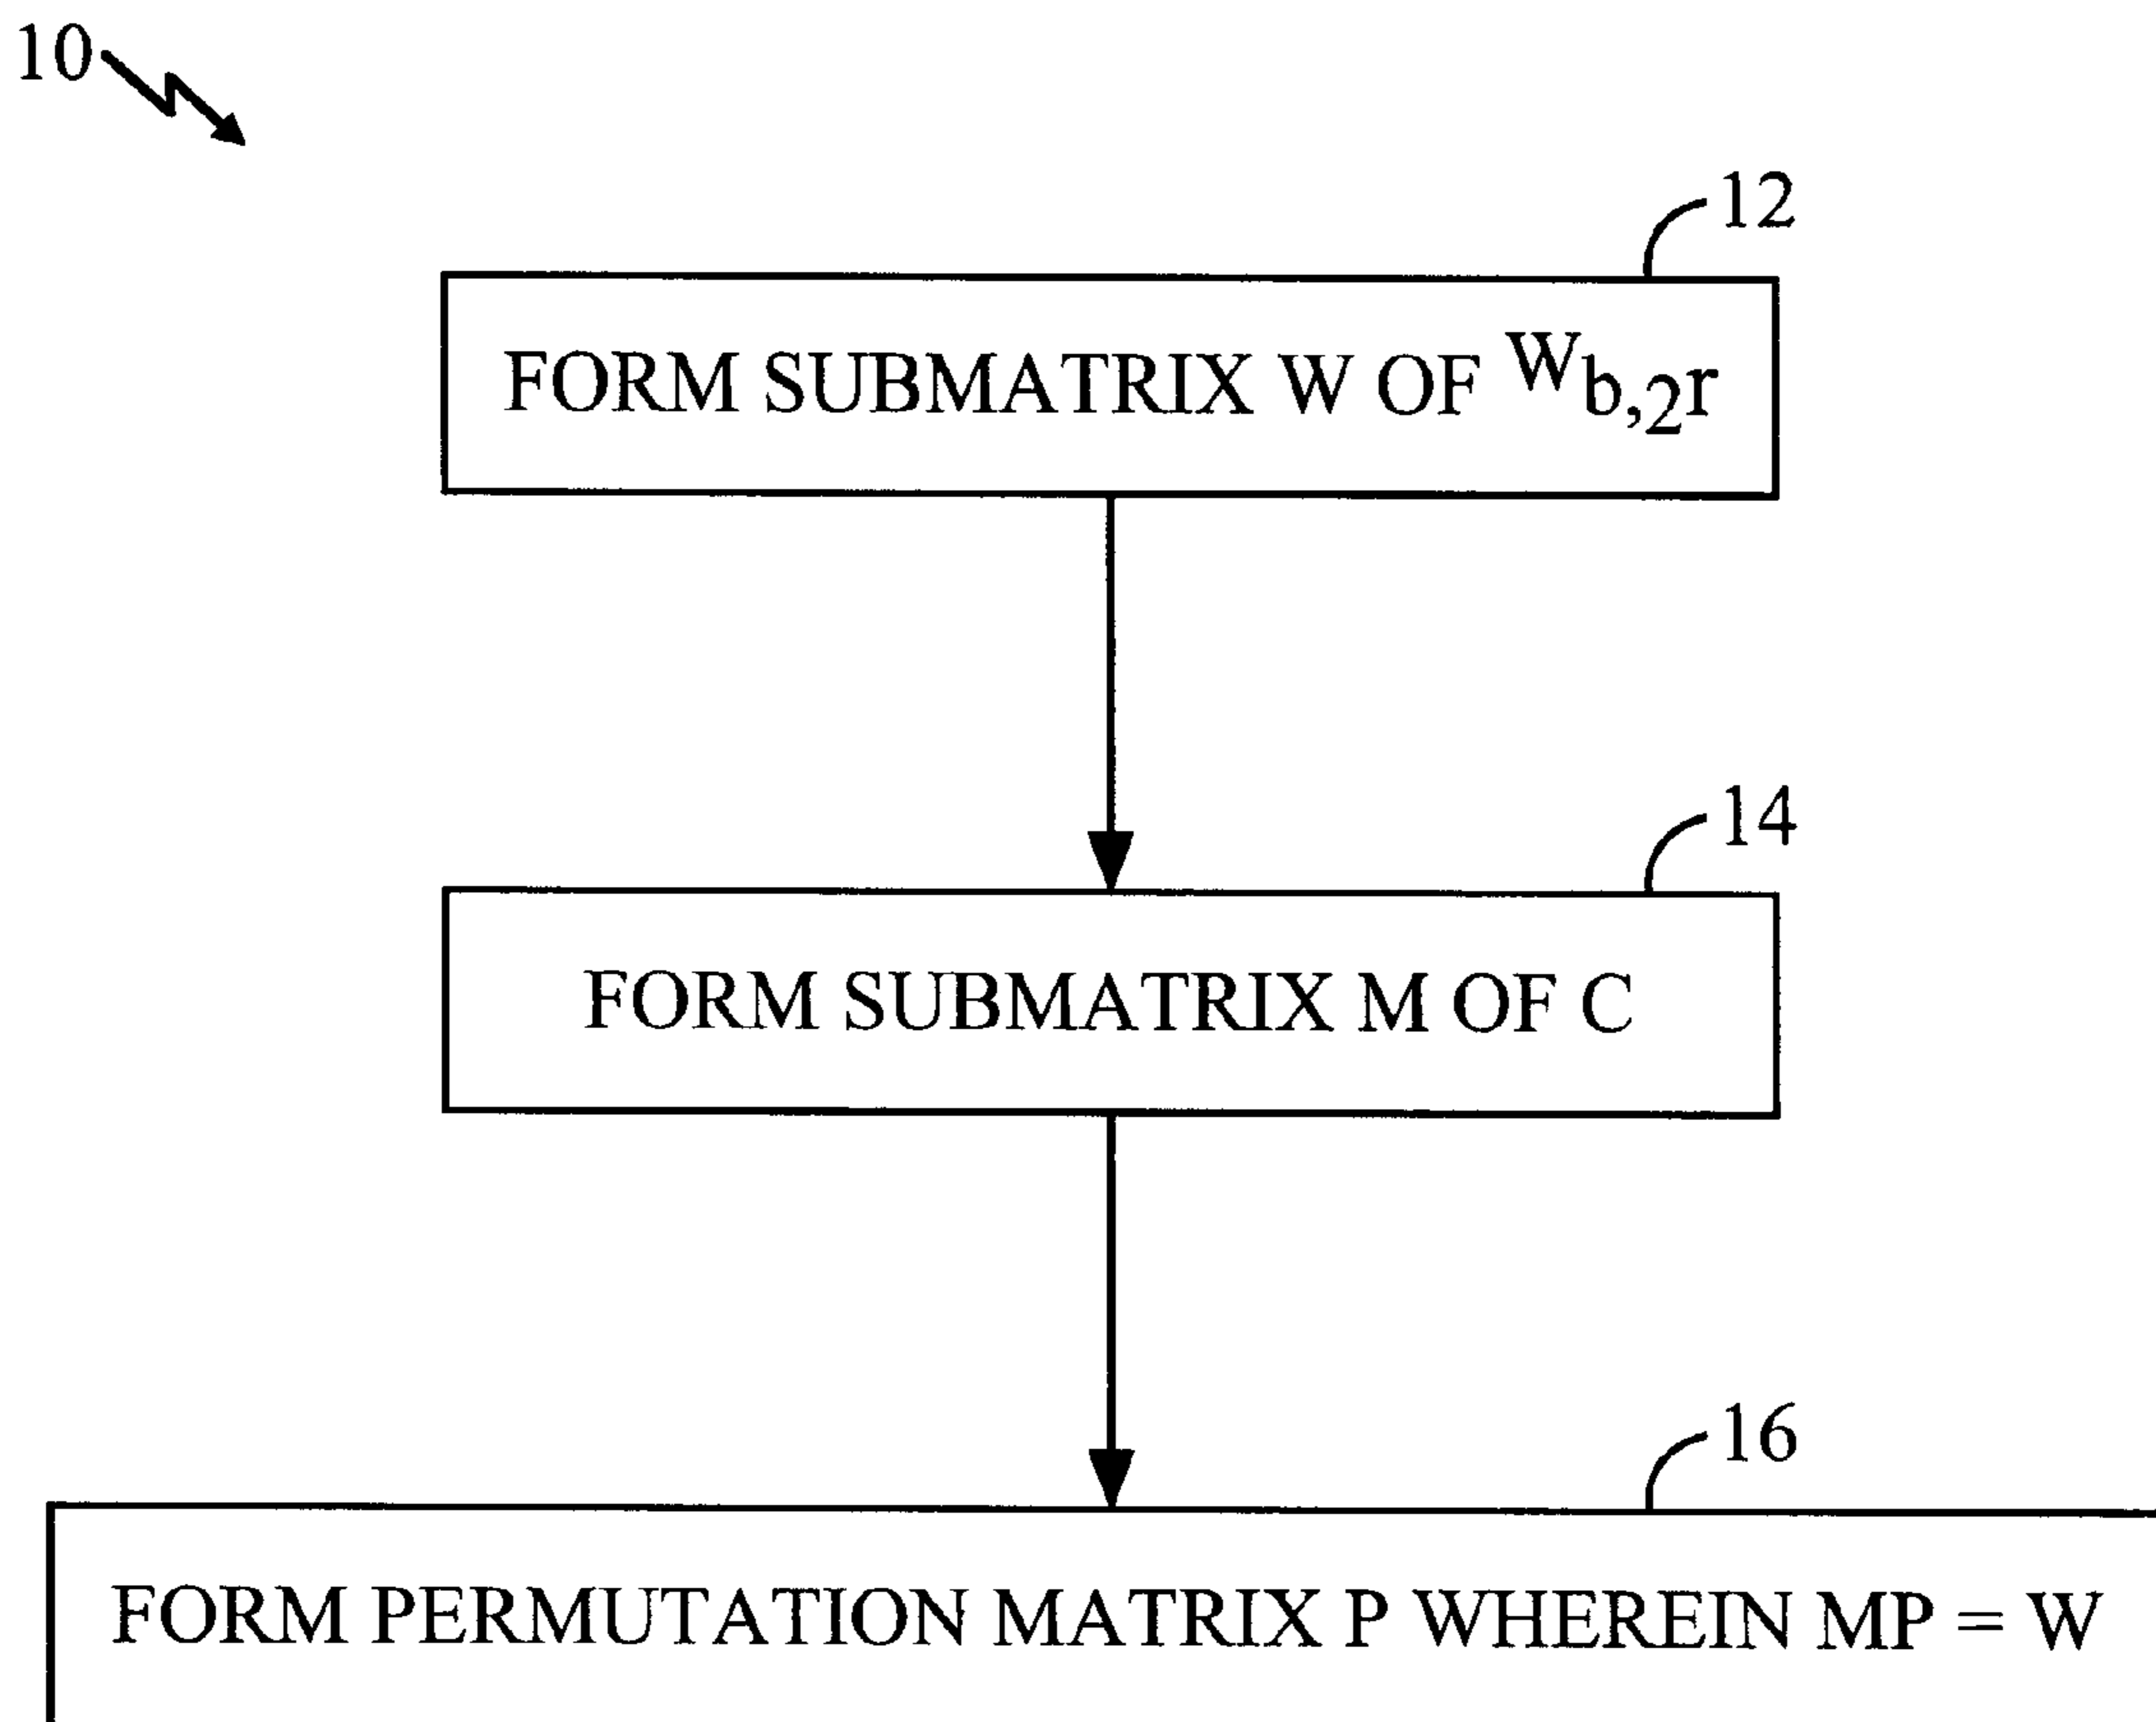 10
12
FORM SUBMATRIX W OF Wb,2r
14
FORM SUBMATRIX M OF C
16
FORM PERMUTATION MATRIX P WHEREIN MP = W